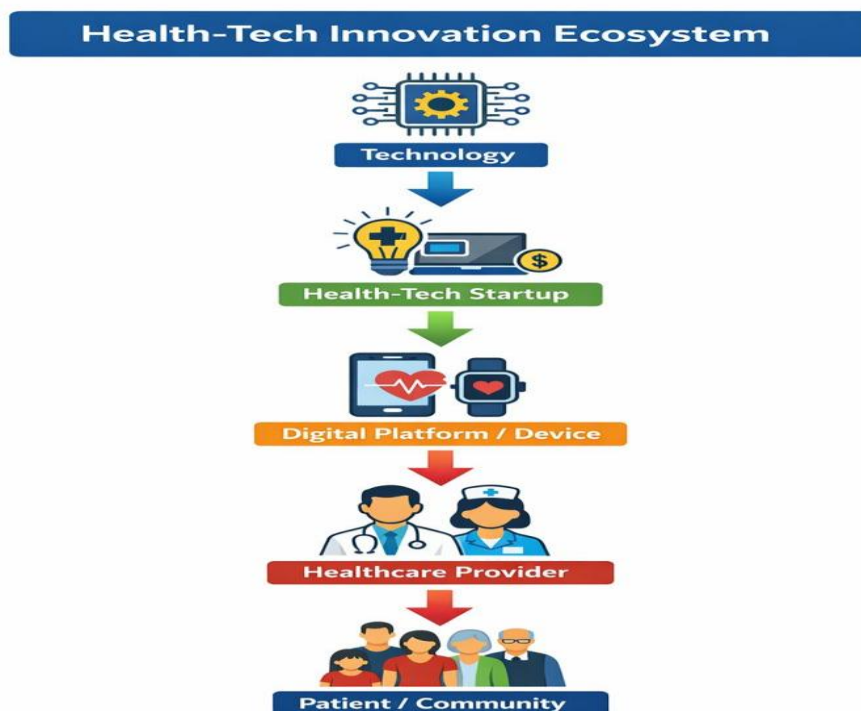 Health-Tech Innovation Ecosystem
Technology
$
Health-Tech Startup
Digital Platform / Device
Healthcare Provider
Patient / Community